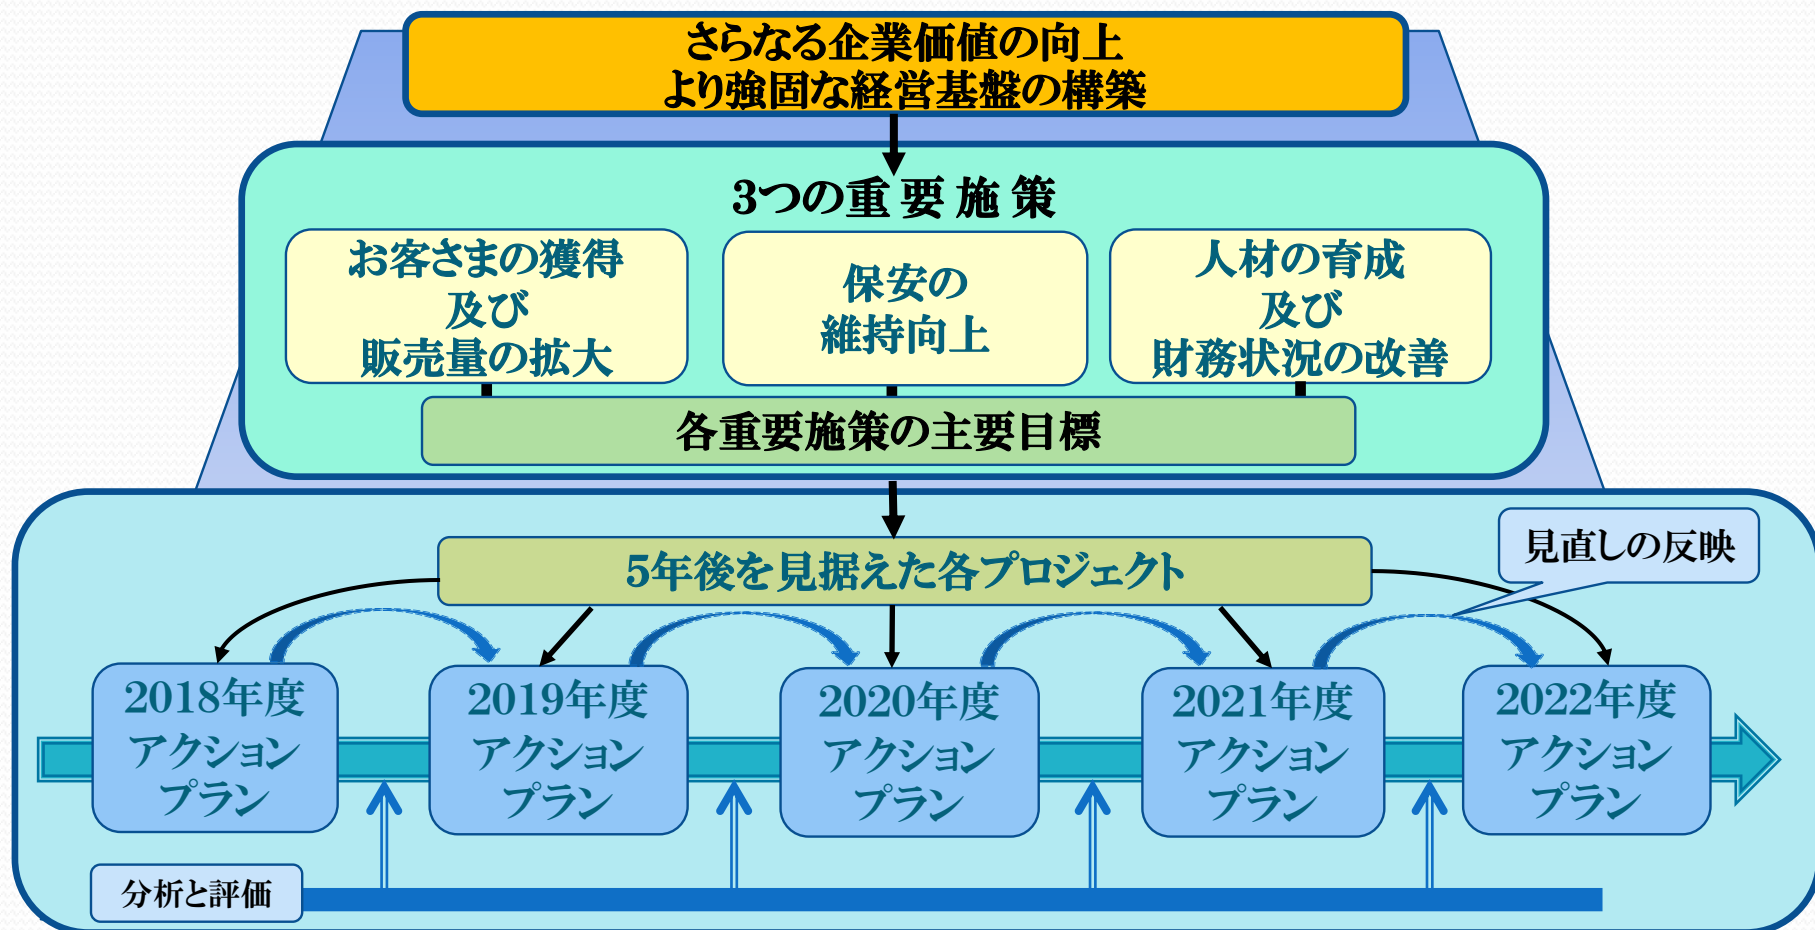 さらなる企業価値の向上
より強固な経営基盤の構築
3つの重要施策
お客さまの獲得
及び
販売量の拡大
保安の
維持向上
人材の育成
及び
財務状況の改善
各重要施策の主要目標
5年後を見据えた各プロジェクト
見直しの反映
2018年度
アクション
プラン
2019年度
アクション
プラン
2020年度
アクション
プラン
2021年度
アクション
プラン
2022年度
アクション
プラン
分析と評価